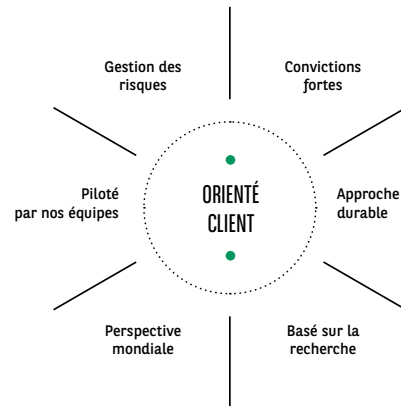 Gestion des
risques
Convictions
fortes
Piloté
par nos équipes
ORIENTÉ
CLIENT
Approche
durable
Perspective
mondiale
Basé sur la
recherche